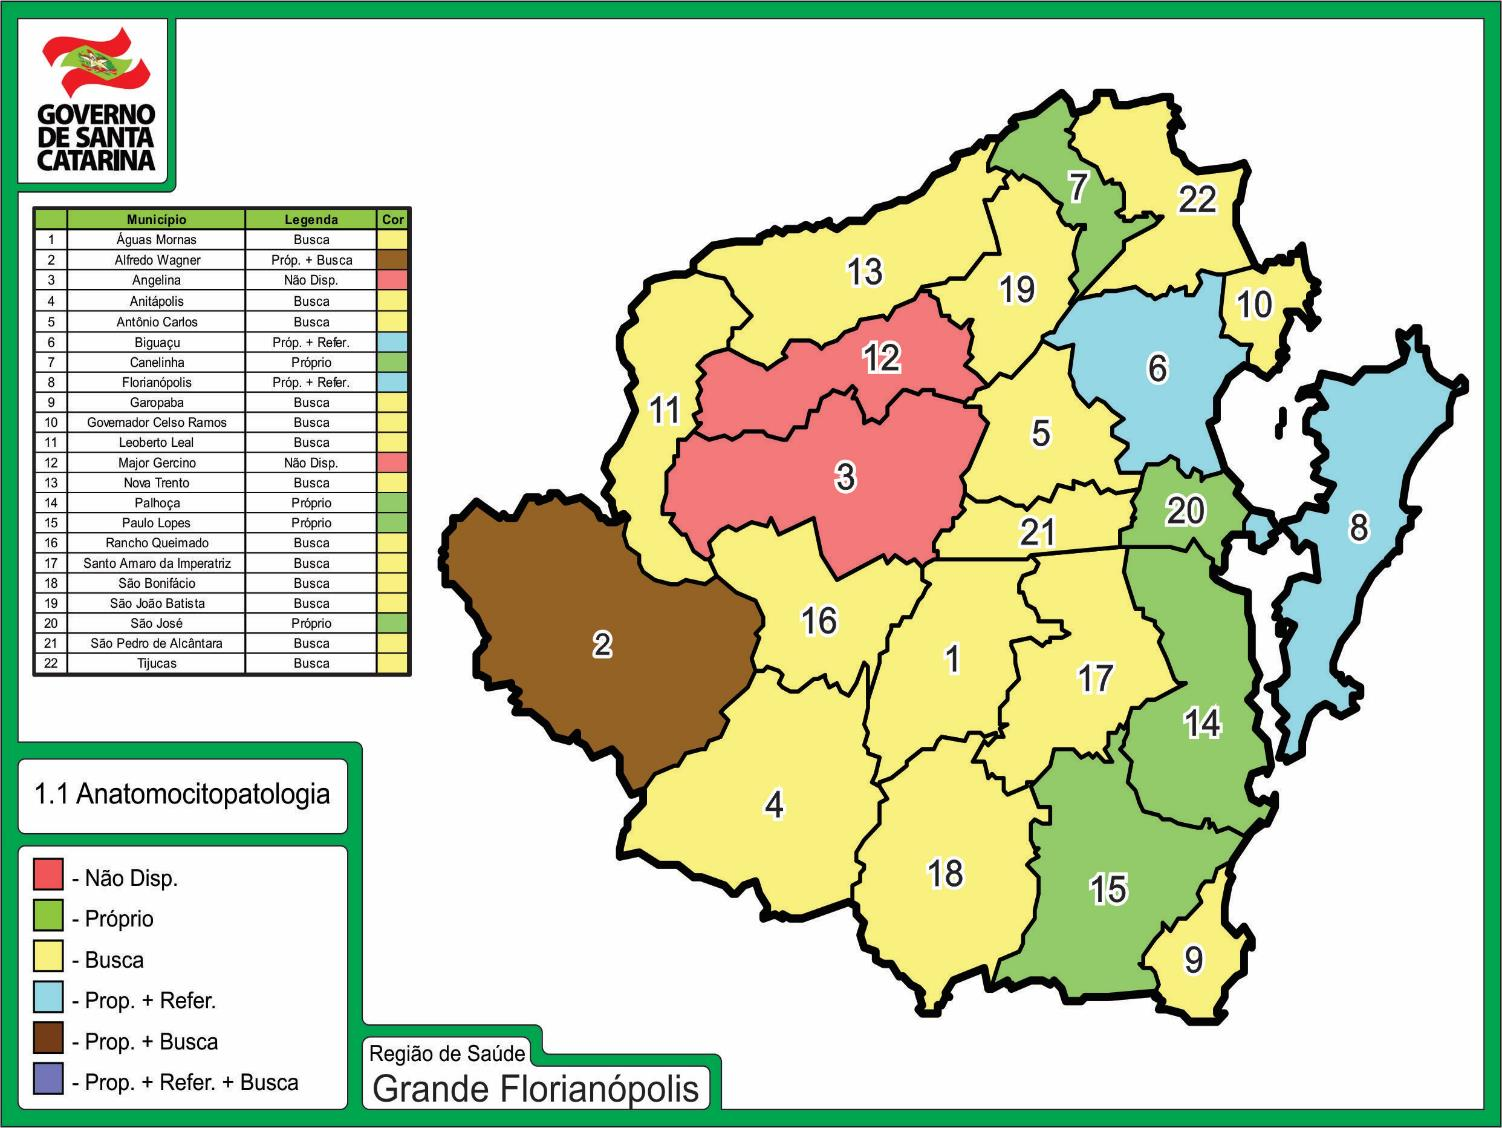 GOVERNO
DE SANTA
CATARINA
Município Legenda Cor
1 Águas Mornas Busca
2 Alfredo Wagner Próp. + Busca
3 Angelina Não Disp.
4 Anitápolis Busca
5 Antônio Carlos Busca
6 Biguaçu Próp. + Refer.
7 Canelinha Próprio
8 Florianópolis Próp. + Refer.
9 Garopaba Busca
10 Governador Celso Ramos Busca
11 Leoberto Leal Busca
12 Major Gercino Não Disp.
13 Nova Trento Busca
14 Palhoça Próprio
15 Paulo Lopes Próprio
16 Rancho Queimado Busca
17 Santo Amaro da Imperatriz Busca
18 São Bonifácio Busca
19 São João Batista Busca
20 São José Próprio
21 São Pedro de Alcântara Busca
22 Tijucas Busca
7
22
13
19
10
12
6
11
5
3
20
8
21
16
2
1
17
14
4
18
15
9
1.1 Anatomocitopatologia
- Não Disp.
- Próprio
- Busca
- Prop. + Refer.
- Prop. + Busca
- Prop. + Refer. + Busca
Região de Saúde
Grande Florianópolis